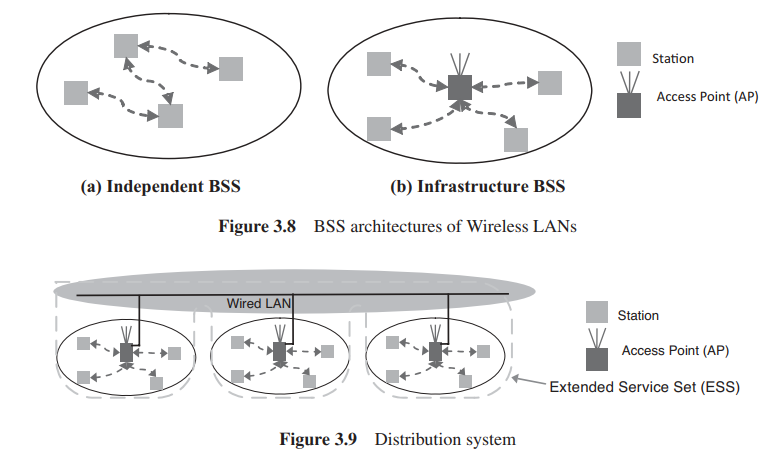 Station
Access Point (AP)
(a) Independent BSS
(b) Infrastructure BSS
Figure 3.8 BSS architectures of Wireless LANs
Wired LAN
Station
Access Point (AP)
Extended Service Set (ESS)
Figure 3.9 Distribution system